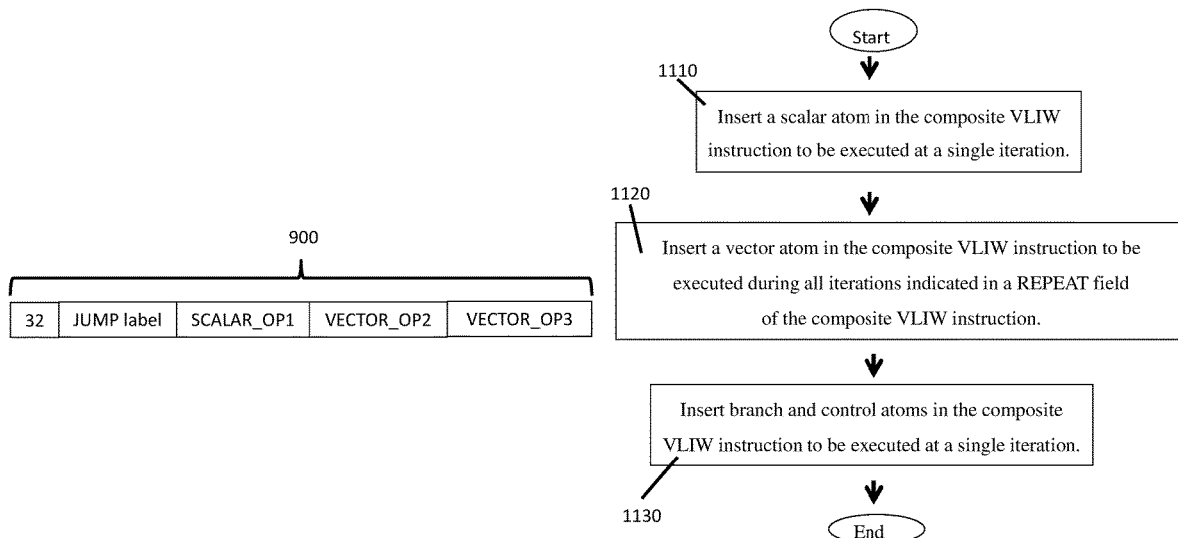 900
32 JUMP label SCALAR_OP1 VECTOR_OP2 VECTOR_OP3
Start
1110
Insert a scalar atom in the composite VLIW
instruction to be executed at a single iteration.
1120
Insert a vector atom in the composite VLIW instruction to be
executed during all iterations indicated in a REPEAT field
of the composite VLIW instruction.
Insert branch and control atoms in the composite
VLIW instruction to be executed at a single iteration.
1130
End